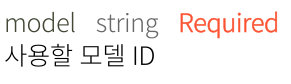 model string Required
사용할 모델 ID